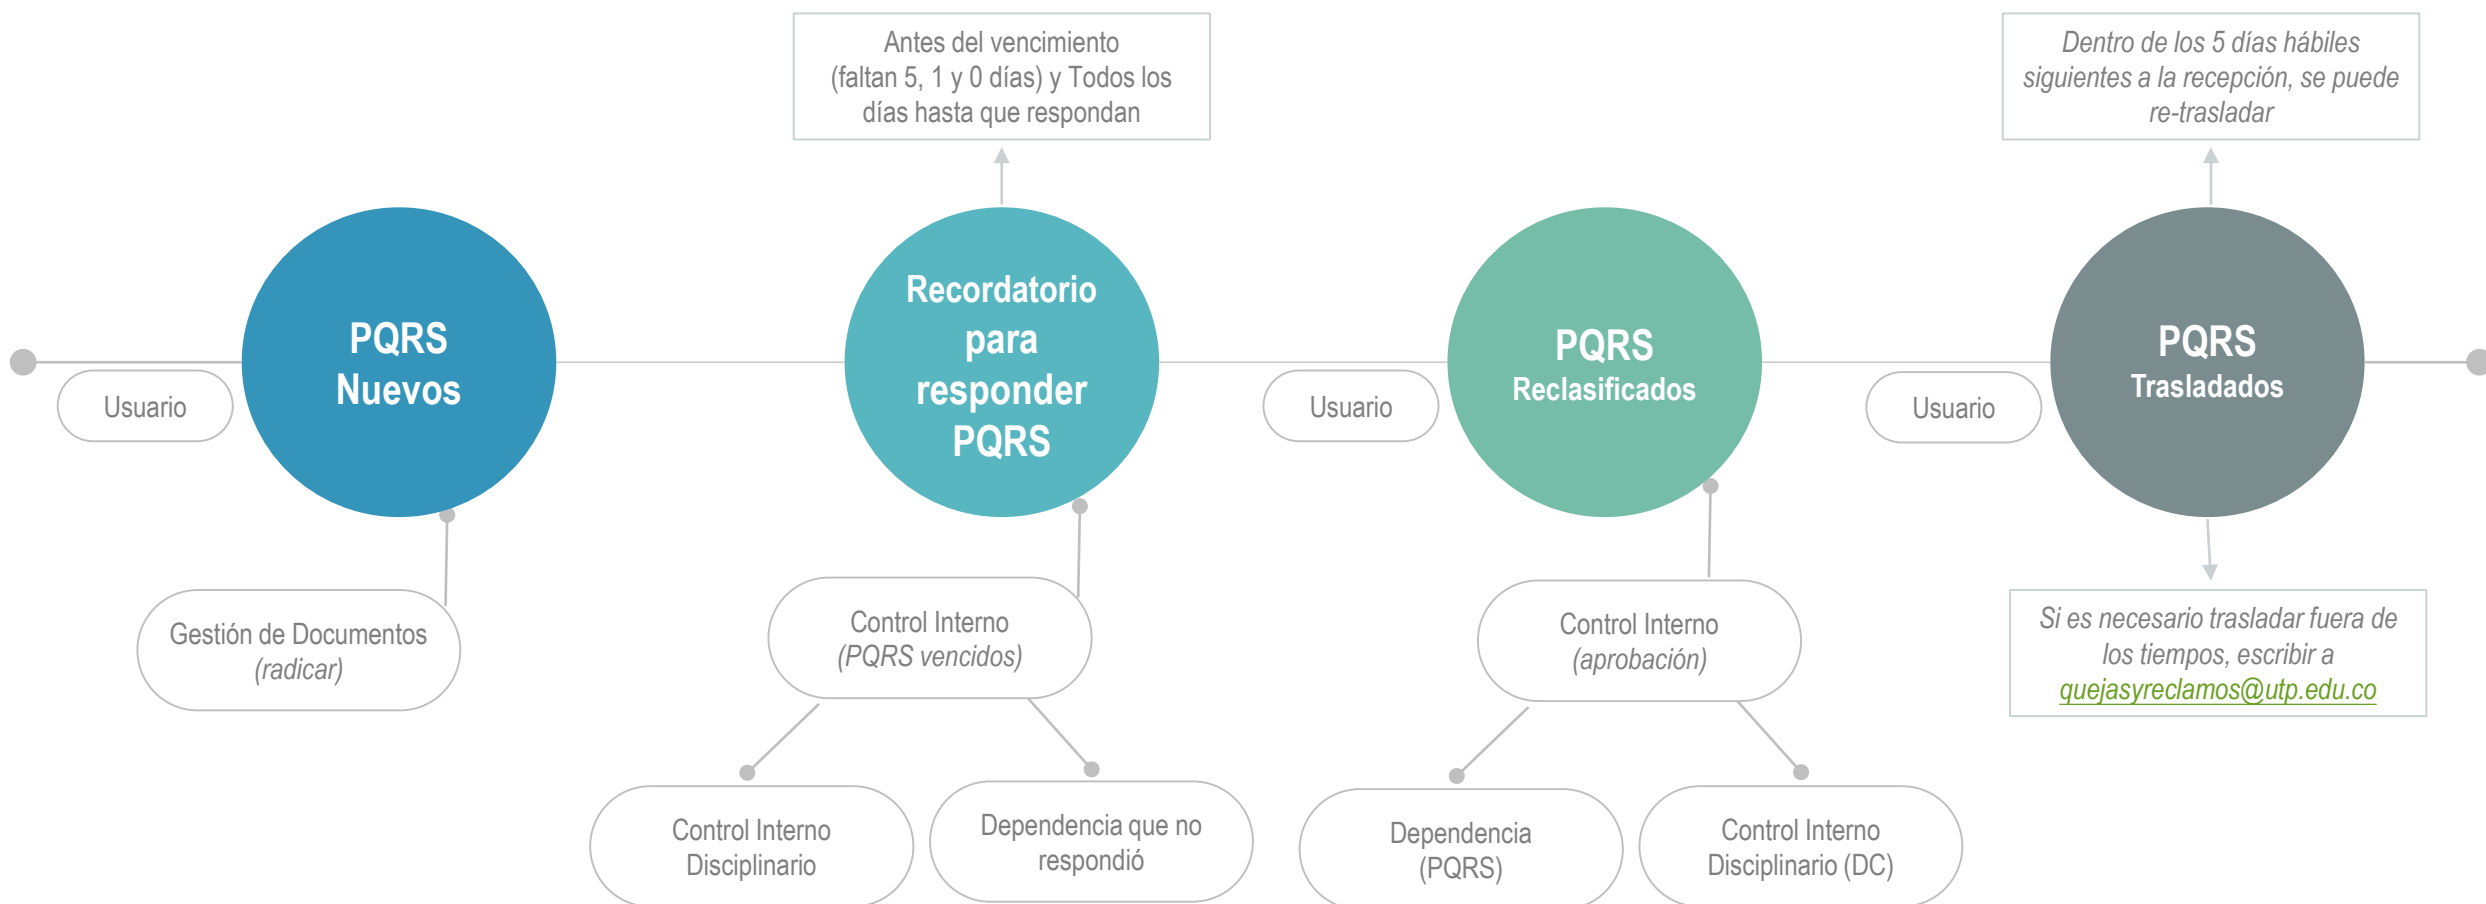 Antes del vencimiento
(faltan 5, 1 y 0 días) y Todos los
días hasta que respondan
Dentro de los 5 días hábiles
siguientes a la recepción, se puede
re-trasladar
PQRS
Nuevos
Usuario
Recordatorio
para
responder
PQRS
Usuario
PQRS
Reclasificados
Usuario
PQRS
Trasladados
Gestión de Documentos
(radicar)
Control Interno
(PQRS vencidos)
Control Interno
(aprobación)
Si es necesario trasladar fuera de
los tiempos, escribir a
quejasyreclamos@utp.edu.co
Control Interno
Disciplinario
Dependencia que no
respondió
Dependencia
(PQRS)
Control Interno
Disciplinario (DC)